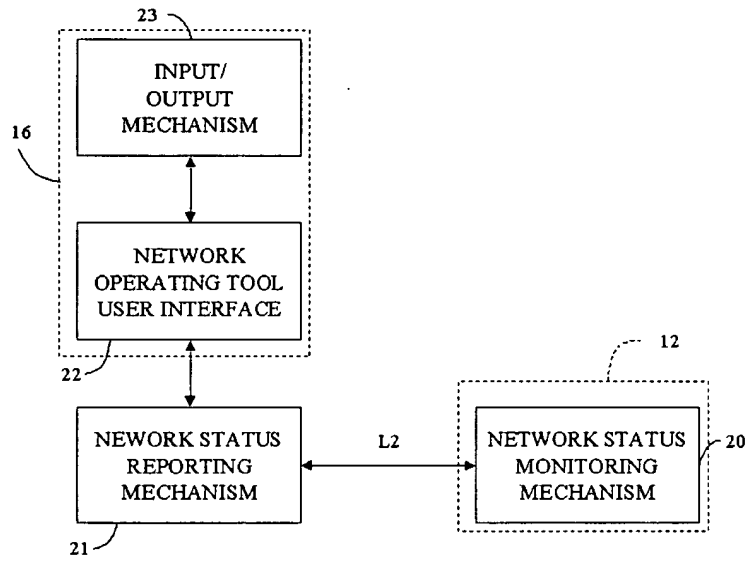 23
INPUT/
OUTPUT
MECHANISM
16
NETWORK
OPERATING TOOL
USER INTERFACE
22
12
NEWORK STATUS
REPORTING
MECHANISM
L2
NETWORK STATUS
MONITORING
MECHANISM
20
21